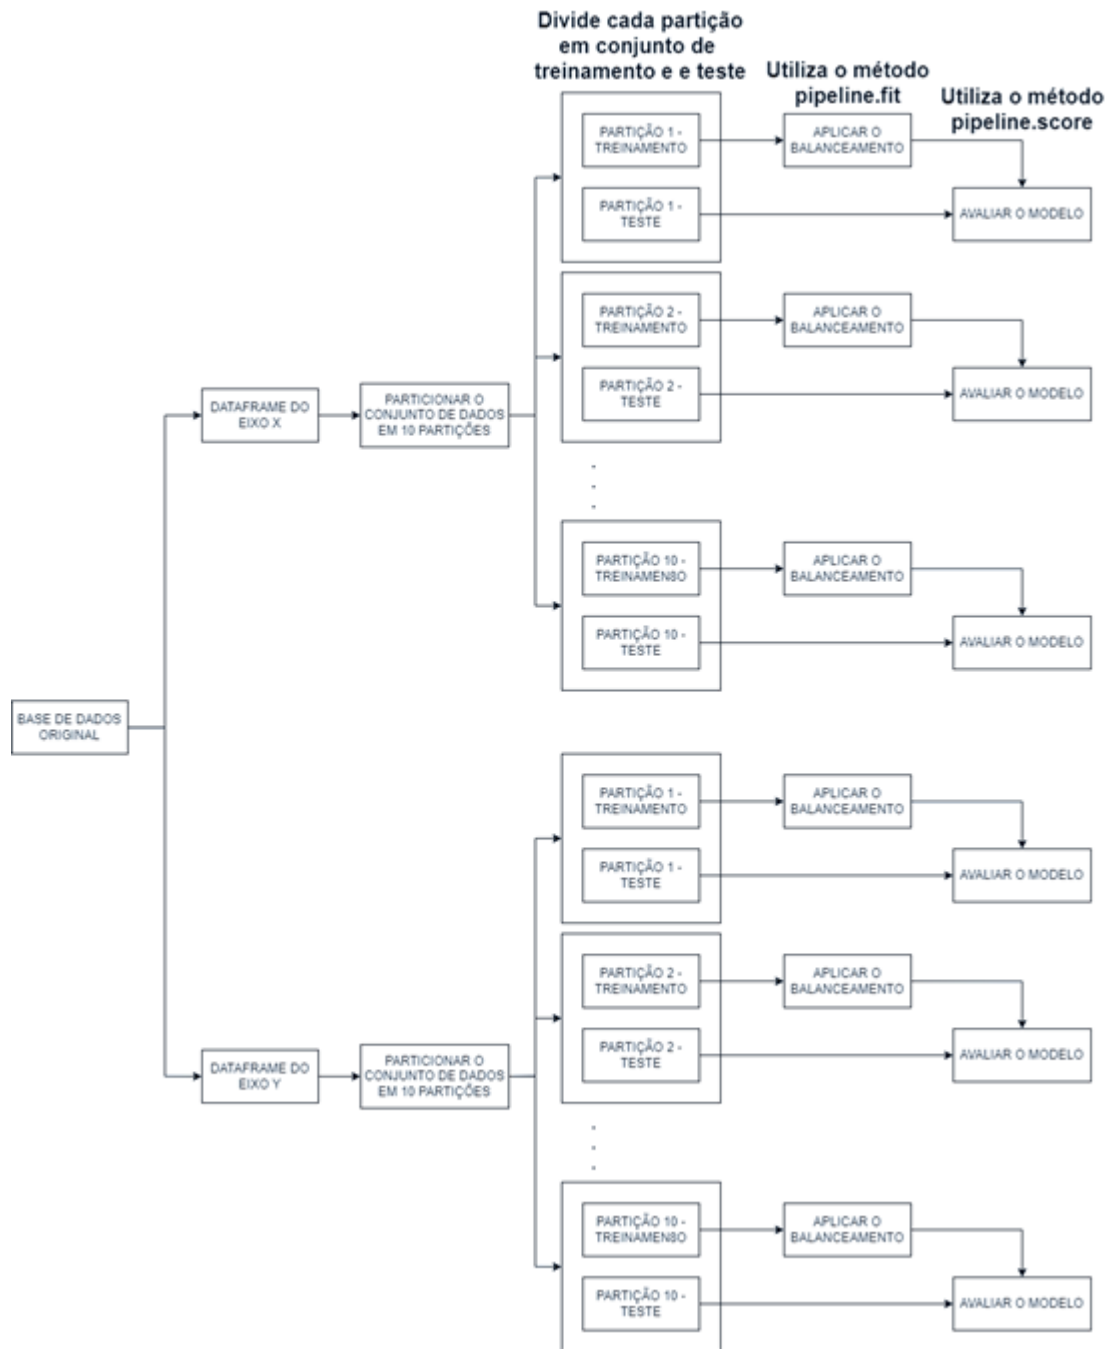 Divide cada partição
em conjunto de
treinamento e e teste
Utiliza o método
pipeline.fit
Utiliza o método
pipeline.score
PARTIÇÃO 1 -
TREINAMENTO
APLICAR O
BALANCEAMENTO
PARTIÇÃO 1 -
TESTE
AVALIAR O MODELO
PARTIÇÃO 2 -
TREINAMENTO
APLICAR O
BALANCEAMENTO
PARTIÇÃO 2 -
TESTE
AVALIAR O MODELO
DATAFRAME DO
EIXO X
PARTICIONAR O
CONJUNTO DE DADOS
EM 10 PARTIÇÕES
PARTIÇÃO 10 -
TREINAMEN8O
APLICAR O
BALANCEAMENTO
PARTIÇÃO 10 -
TESTE
AVALIAR O MODELO
BASE DE DADOS
ORIGINAL
PARTIÇÃO 1 -
TREINAMENTO
APLICAR O
BALANCEAMENTO
PARTIÇÃO 1 -
TESTE
AVALIAR O MODELO
PARTIÇÃO 2 -
TREINAMENTO
APLICAR O
BALANCEAMENTO
PARTIÇÃO 2 -
TESTE
AVALIAR O MODELO
DATAFRAME DO
EIXO Y
PARTICIONAR O
CONJUNTO DE DADOS
EM 10 PARTIÇÕES
PARTIÇÃO 10 -
TREINAMEN8O
APLICAR O
BALANCEAMENTO
PARTIÇÃO 10 -
TESTE
AVALIAR O MODELO